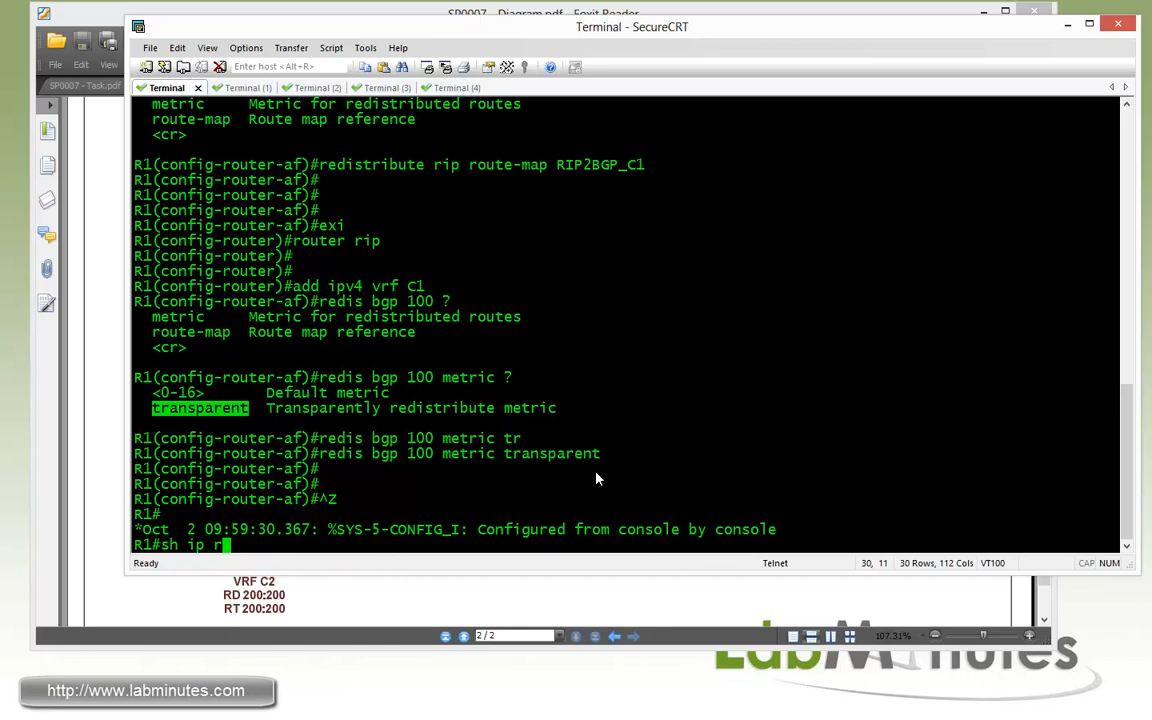 SP0007 - Diagram.pdf - Foxit Reader
Terminal - SecureCRT
File Edit View Options Transfer Script Tools Help
Enter host <Alt+R>
File Edit View
SP0007 - Task.pdf
Terminal Terminal (1) Terminal (2) Terminal (3) Terminal (4)
metric Metric for redistributed routes
route-map Route map reference
<cr>
R1(config-router-af)#redistribute rip route-map RIP2BGP_C1
R1(config-router-af)#
R1(config-router-af)#
R1(config-router-af)#
R1(config-router-af)#exi
R1(config-router)#router rip
R1(config-router)#
R1(config-router)#
R1(config-router)#add ipv4 vrf C1
R1(config-router-af)#redis bgp 100 ?
metric Metric for redistributed routes
route-map Route map reference
<cr>
R1(config-router-af)#redis bgp 100 metric ?
<0-16> Default metric
transparent Transparently redistribute metric
R1(config-router-af)#redis bgp 100 metric tr
R1(config-router-af)#redis bgp 100 metric transparent
R1(config-router-af)#
R1(config-router-af)#
R1(config-router-af)#^Z
R1#
*Oct 2 09:59:30.367: %SYS-5-CONFIG_I: Configured from console by console
R1#sh ip r
Ready Telnet 30, 11 30 Rows, 112 Cols VT100 CAP NUM
VRF C2
RD 200:200
RT 200:200
2 / 2
107.31%
LabMinutes
http://www.labminutes.com